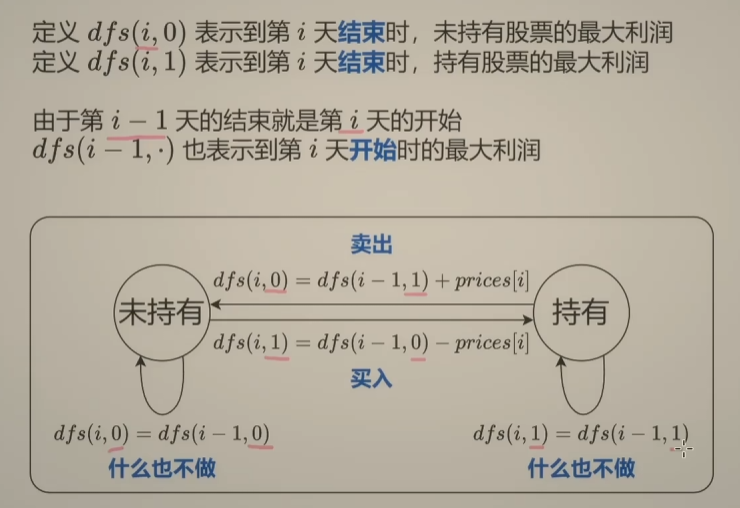 定义 dfs(i,0) 表示到第 i 天结束时，未持有股票的最大利润
定义 dfs(i,1) 表示到第 i 天结束时，持有股票的最大利润
由于第 i − 1 天的结束就是第 i 天的开始
dfs(i − 1,·) 也表示到第 i 天开始时的最大利润
卖出
dfs(i,0) = dfs(i − 1,1) + prices[i]
未持有
持有
dfs(i,1) = dfs(i − 1,0) − prices[i]
买入
dfs(i,0) = dfs(i − 1,0)
dfs(i,1) = dfs(i − 1,1)
什么也不做
什么也不做